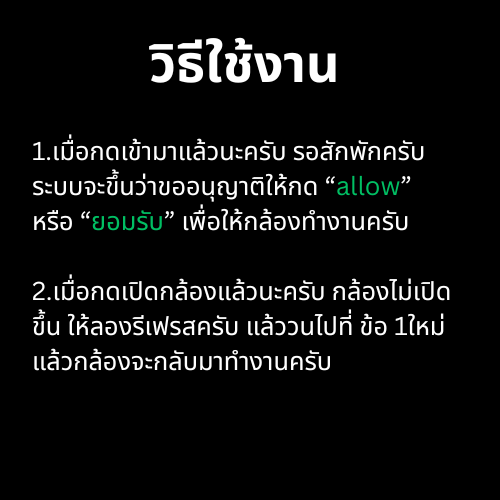 วิธีใช้งาน
1.เมื่อกดเข้ามาแล้วนะครับ รอสักพักครับ
ระบบจะขึ้นว่าขออนุญาติให้กด “allow”
หรือ “ยอมรับ” เพื่อให้กล้องทำงานครับ
2.เมื่อกดเปิดกล้องแล้วนะครับ กล้องไม่เปิด
ขึ้น ให้ลองรีเฟรสครับ แล้ววนไปที่ ข้อ 1ใหม่
แล้วกล้องจะกลับมาทำงานครับ